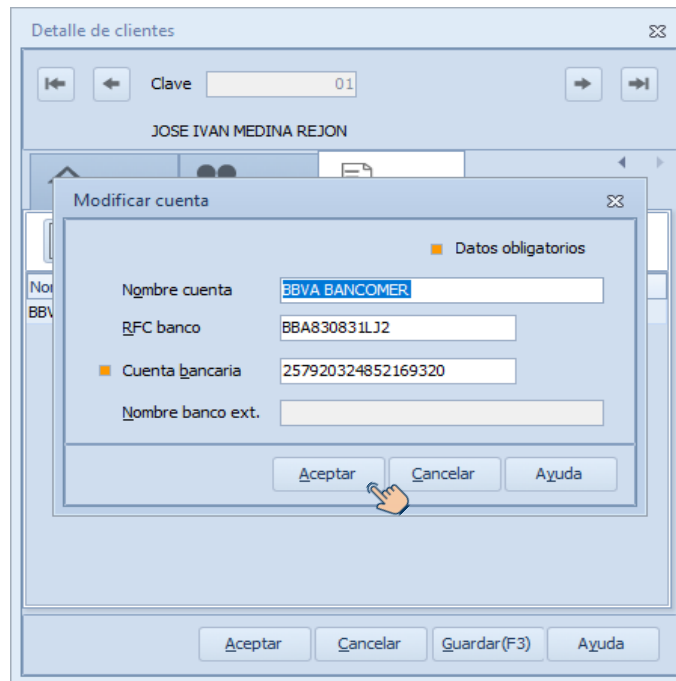 Detalle de clientes
Clave 01
JOSE IVAN MEDINA REJON
Modificar cuenta
Datos obligatorios
Nombre cuenta BBVA BANCOMER
RFC banco BBA830831LJ2
Cuenta bancaria 257920324852169320
Nombre banco ext.
Aceptar Cancelar Ayuda
Aceptar Cancelar Guardar(F3) Ayuda